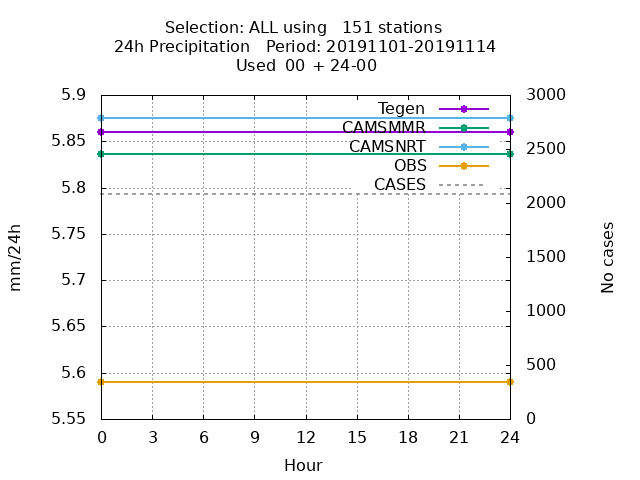 Selection: ALL using   151 stations
24h Precipitation   Period: 20191101-20191114
Used  00  + 24-00
5.9
5.85
5.8
5.75
5.7
5.65
5.6
5.55
mm/24h
3000
2500
2000
1500
1000
500
0
No cases
Tegen
CAMSMMR
CAMSNRT
OBS
CASES
0 3 6 9 12 15 18 21 24
Hour